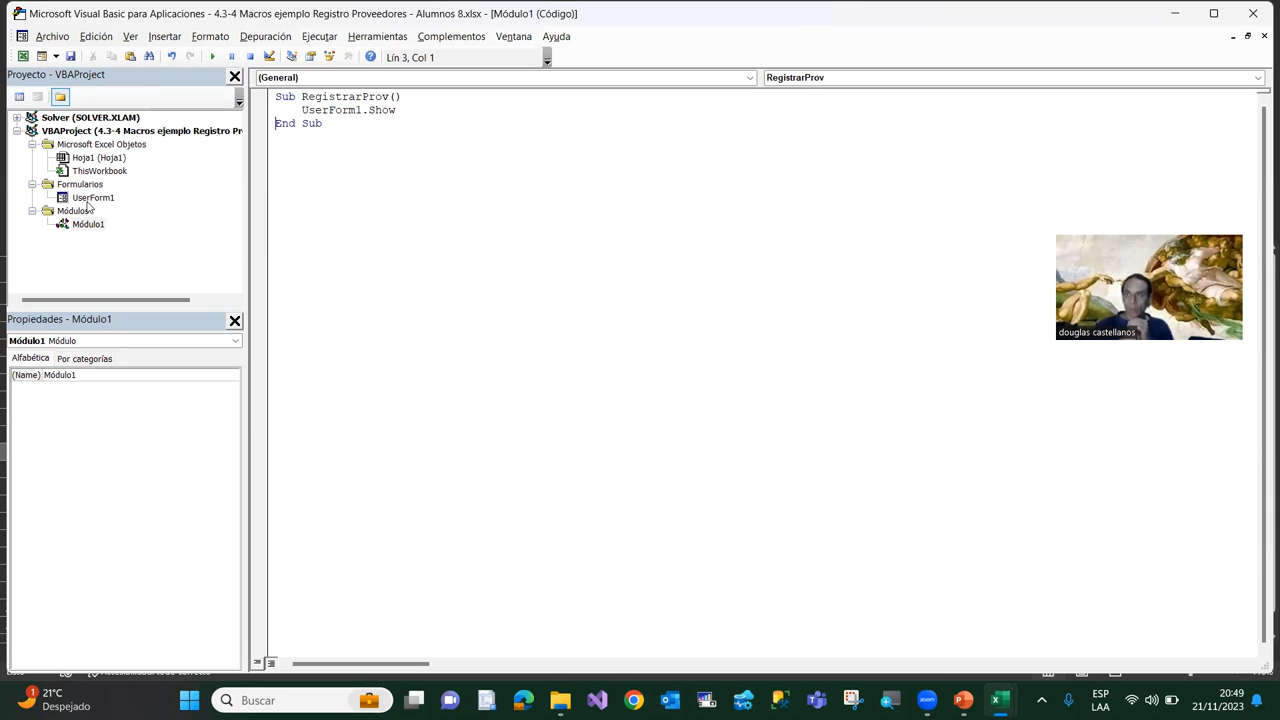 Microsoft Visual Basic para Aplicaciones - 4.3-4 Macros ejemplo Registro Proveedores - Alumnos 8.xlsx - [Módulo1 (Código)]
Archivo Edición Ver Insertar Formato Depuración Ejecutar Herramientas Complementos Ventana Ayuda
Lín 3, Col 1
Proyecto - VBAProject
(General) RegistrarProv
Solver (SOLVER.XLAM)
VBAProject (4.3-4 Macros ejemplo Registro Pr
Microsoft Excel Objetos
Hoja1 (Hoja1)
ThisWorkbook
Formularios
UserForm1
Módulos
Módulo1
Sub RegistrarProv()
UserForm1.Show
End Sub
douglas castellanos
Propiedades - Módulo1
Módulo1 Módulo
Alfabética Por categorías
(Name) Módulo1
21°C
Despejado
Buscar
zoom
ESP
LAA
20:49
21/11/2023